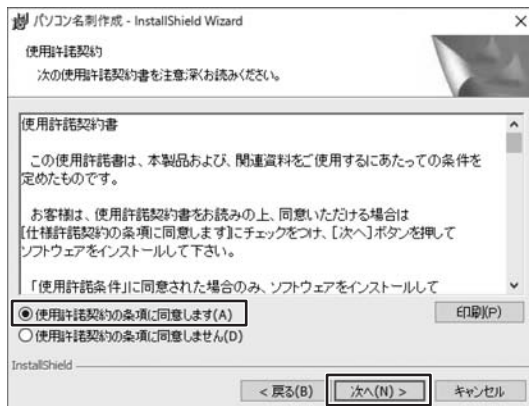 パソコン名刺作成 - InstallShield Wizard
使用許諾契約
次の使用許諾契約書を注意深くお読みください。
使用許諾契約書
この使用許諾書は、本製品および、関連資料をご使用するにあたっての条件を
定めたものです。
お客様は、使用許諾契約書をお読みの上、同意いただける場合は
[仕様許諾契約の条項に同意します]にチェックをつけ、[次へ]ボタンを押して
ソフトウェアをインストールして下さい。
「使用許諾条件」に同意された場合のみ、ソフトウェアをインストールして
使用許諾契約の条項に同意します(A)
印刷(P)
使用許諾契約の条項に同意しません(D)
InstallShield
< 戻る(B)
次へ(N) >
キャンセル